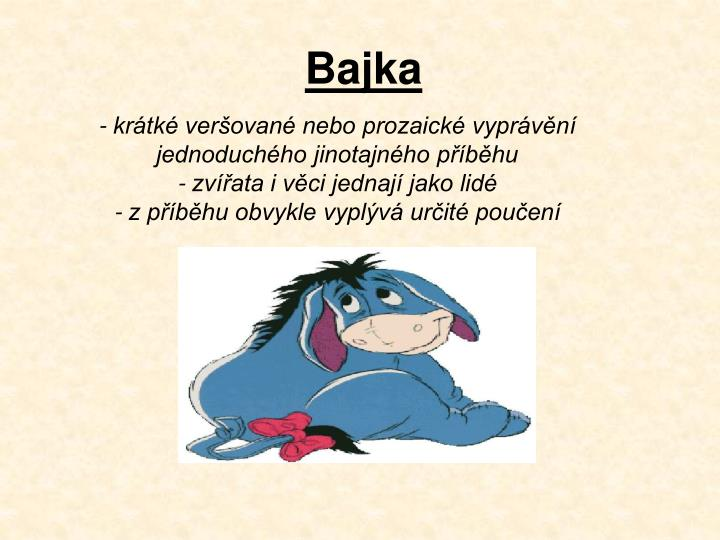 Bajka
- krátké veršované nebo prozaické vyprávění
jednoduchého jinotajného příběhu
- zvířata i věci jednají jako lidé
- z příběhu obvykle vyplývá určité poučení